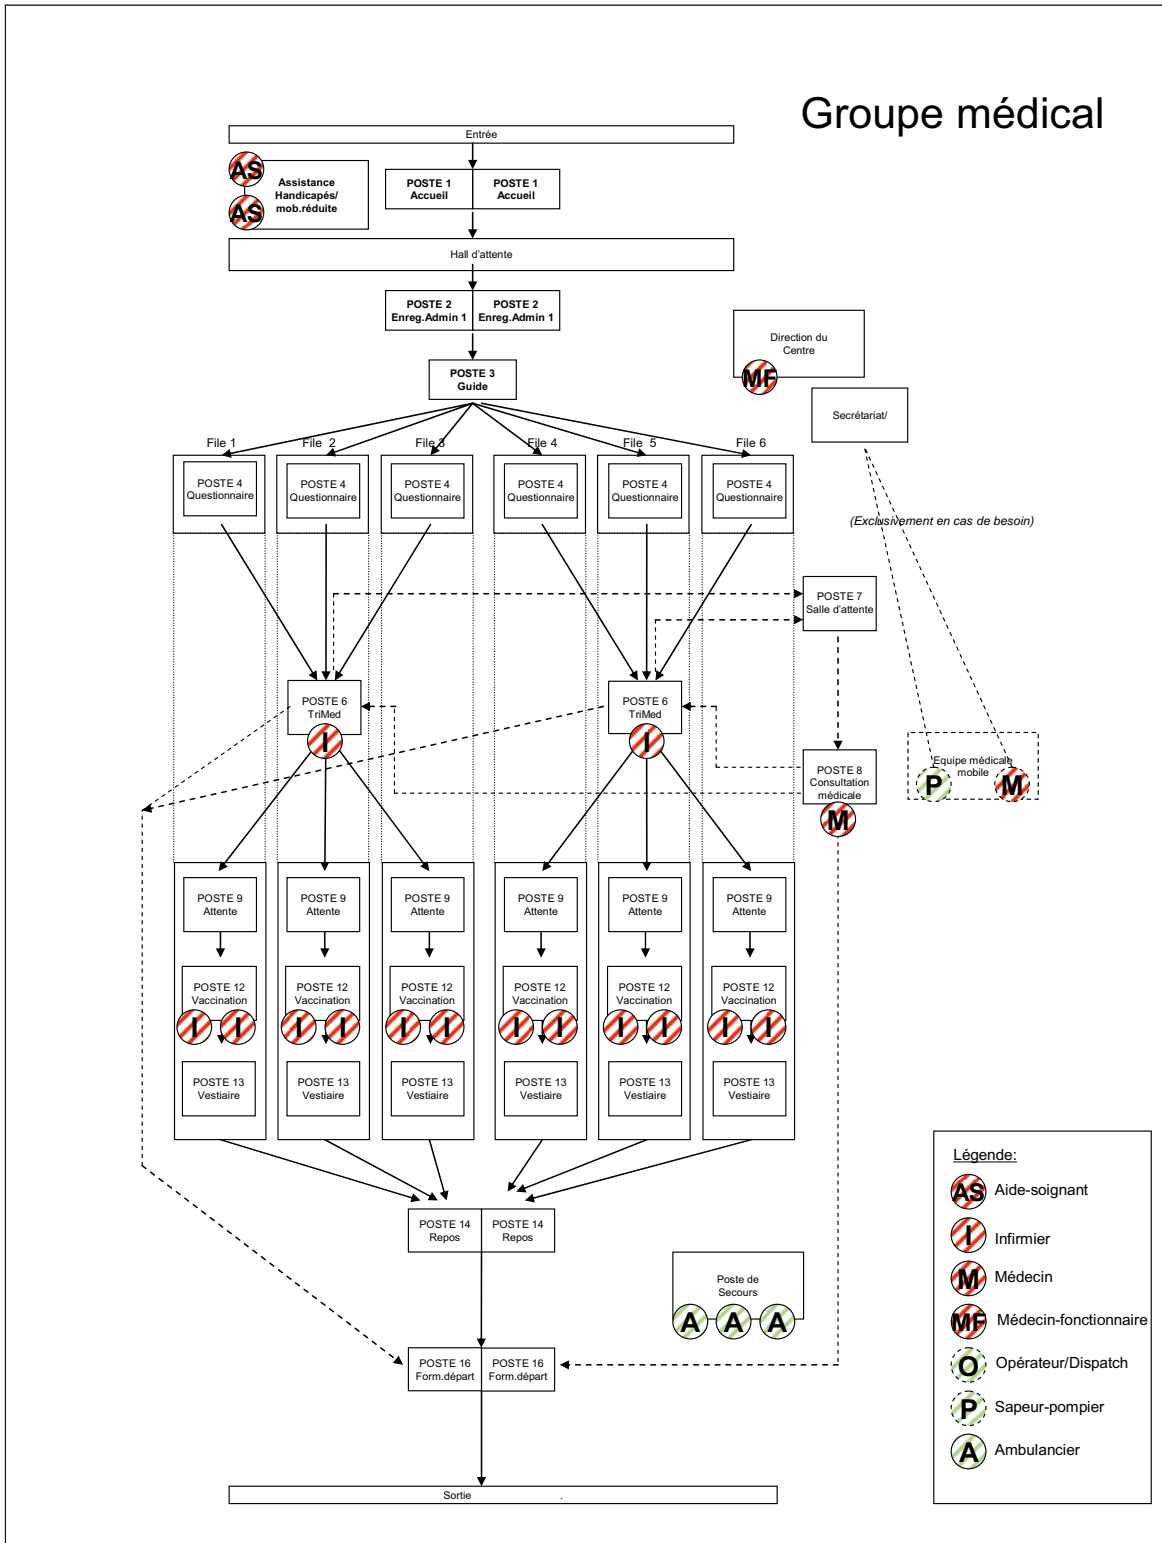 Groupe médical
Entrée
AS
AS
Assistance
Handicapés/
mob.réduite
POSTE 1
Accueil
POSTE 1
Accueil
Hall d'attente
POSTE 2
Enreg.Admin 1
POSTE 2
Enreg.Admin 1
Direction du
Centre
MF
POSTE 3
Guide
Secrétariat/
File 1
File 2
File 3
File 4
File 5
File 6
POSTE 4
Questionnaire
POSTE 4
Questionnaire
POSTE 4
Questionnaire
POSTE 4
Questionnaire
POSTE 4
Questionnaire
POSTE 4
Questionnaire
(Exclusivement en cas de besoin)
POSTE 7
Salle d'attente
POSTE 6
TriMed
I
POSTE 6
TriMed
I
POSTE 8
Consultation
médicale
M
Equipe médicale
mobile
P
M
POSTE 9
Attente
POSTE 9
Attente
POSTE 9
Attente
POSTE 9
Attente
POSTE 9
Attente
POSTE 9
Attente
POSTE 12
Vaccination
I I
POSTE 12
Vaccination
I I
POSTE 12
Vaccination
I I
POSTE 12
Vaccination
I I
POSTE 12
Vaccination
I I
POSTE 12
Vaccination
I I
POSTE 13
Vestiaire
POSTE 13
Vestiaire
POSTE 13
Vestiaire
POSTE 13
Vestiaire
POSTE 13
Vestiaire
POSTE 13
Vestiaire
POSTE 14
Repos
POSTE 14
Repos
Poste de
Secours
A A A
POSTE 16
Form.départ
POSTE 16
Form.départ
Sortie .
Légende:
AS Aide-soignant
I Infirmier
M Médecin
MF Médecin-fonctionnaire
O Opérateur/Dispatch
P Sapeur-pompier
A Ambulancier